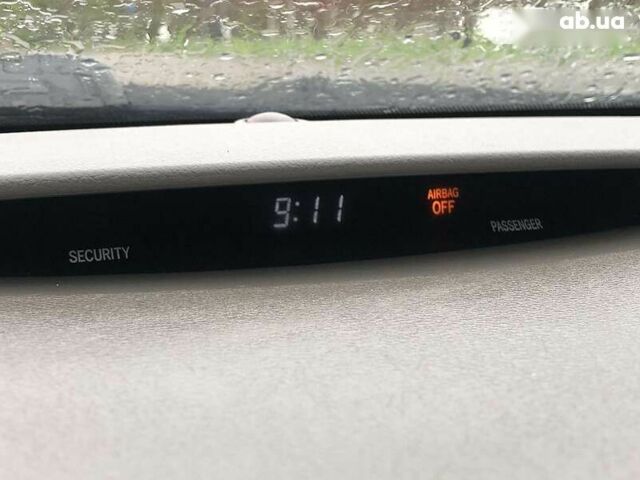 ab.ua
9:11
AIRBAG
OFF
PASSENGER
SECURITY